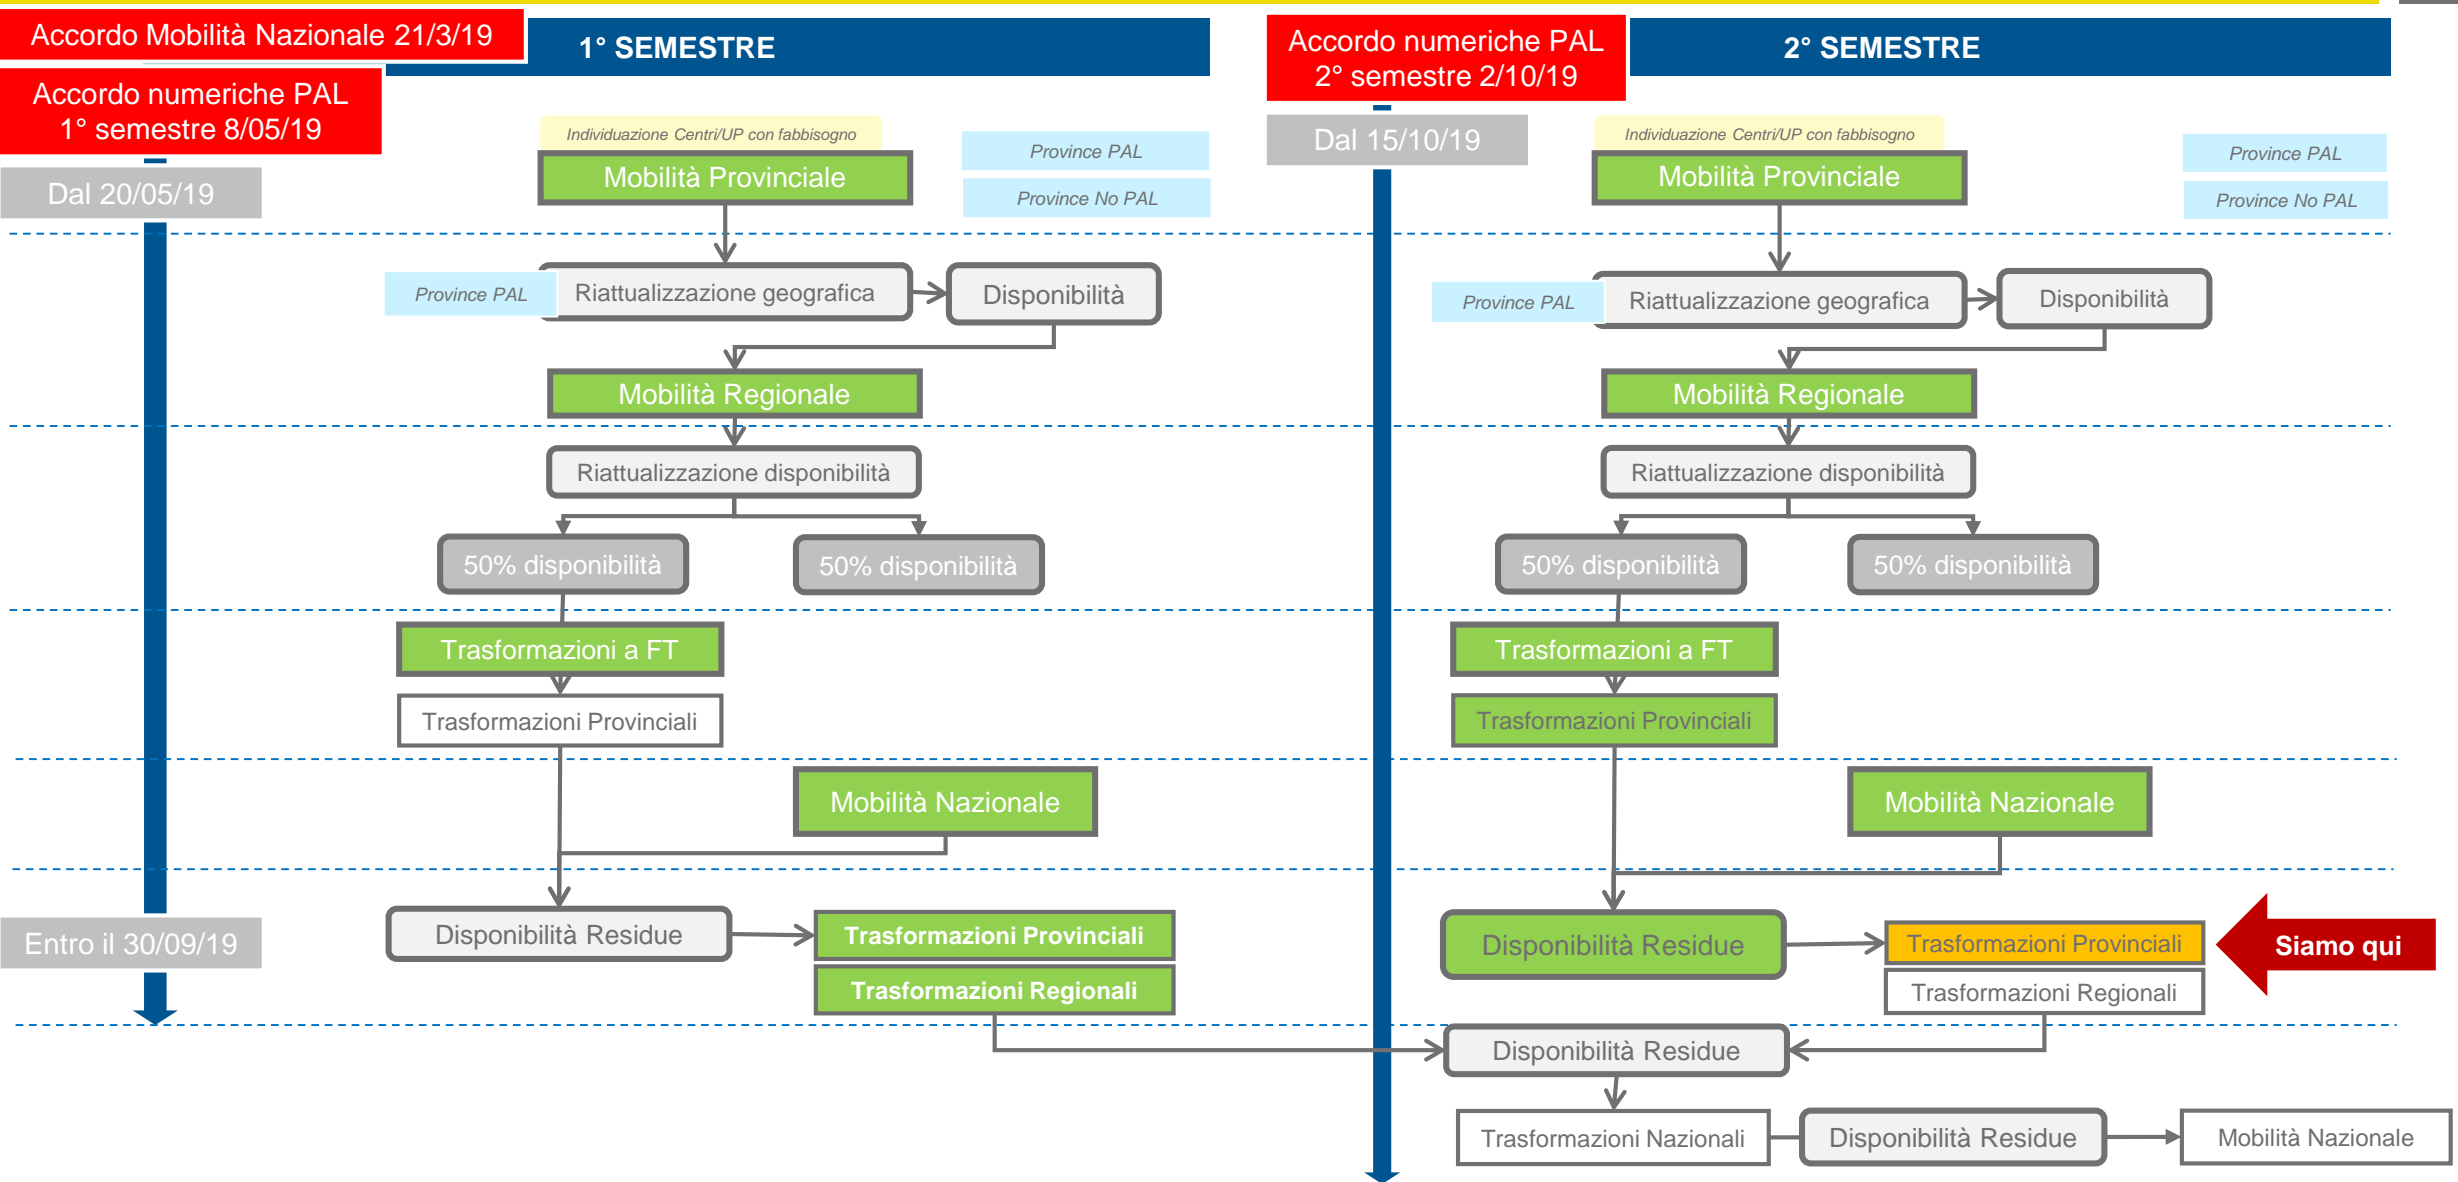 Accordo Mobilità Nazionale 21/3/19
1° SEMESTRE
Accordo numeriche PAL
1° semestre 8/05/19
Dal 20/05/19
Individuazione Centri/UP con fabbisogno
Mobilità Provinciale
Province PAL
Province No PAL
Province PAL
Riattualizzazione geografica
Disponibilità
Mobilità Regionale
Riattualizzazione disponibilità
50% disponibilità
50% disponibilità
Trasformazioni a FT
Trasformazioni Provinciali
Mobilità Nazionale
Entro il 30/09/19
Disponibilità Residue
Trasformazioni Provinciali
Trasformazioni Regionali
Accordo numeriche PAL
2° semestre 2/10/19
2° SEMESTRE
Dal 15/10/19
Individuazione Centri/UP con fabbisogno
Mobilità Provinciale
Province PAL
Province No PAL
Province PAL
Riattualizzazione geografica
Disponibilità
Mobilità Regionale
Riattualizzazione disponibilità
50% disponibilità
50% disponibilità
Trasformazioni a FT
Trasformazioni Provinciali
Mobilità Nazionale
Disponibilità Residue
Trasformazioni Provinciali
Siamo qui
Trasformazioni Regionali
Disponibilità Residue
Trasformazioni Nazionali
Disponibilità Residue
Mobilità Nazionale